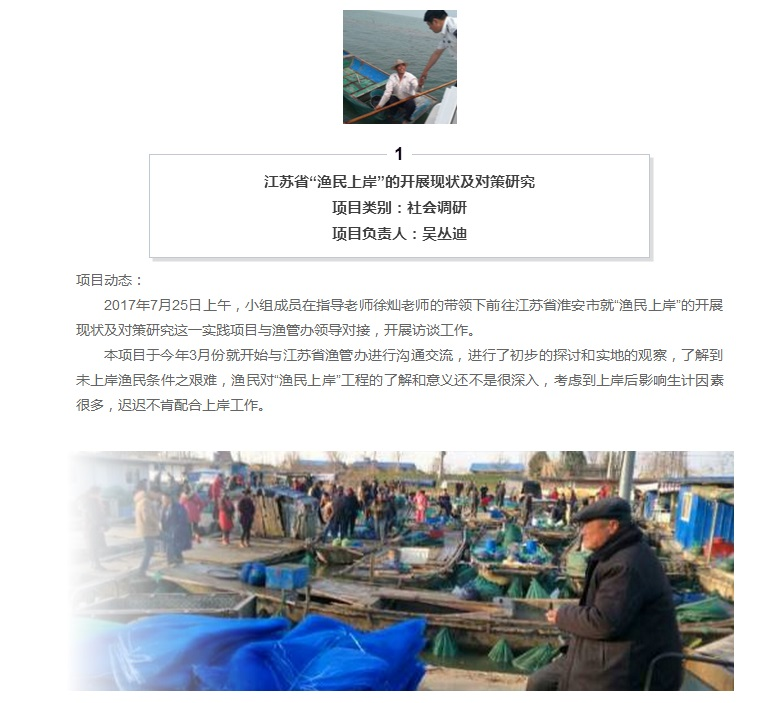 1
江苏省“渔民上岸”的开展现状及对策研究
项目类别：社会调研
项目负责人：吴丛迪
项目动态：
2017年7月25日上午，小组成员在指导老师徐灿老师的带领下前往江苏省淮安市就“渔民上岸”的开展
现状及对策研究这一实践项目与渔管办领导对接，开展访谈工作。
本项目于今年3月份就开始与江苏省渔管办进行沟通交流，进行了初步的探讨和实地的观察，了解到
未上岸渔民条件之艰难，渔民对“渔民上岸”工程的了解和意义还不是很深入，考虑到上岸后影响生计因素
很多，迟迟不肯配合上岸工作。